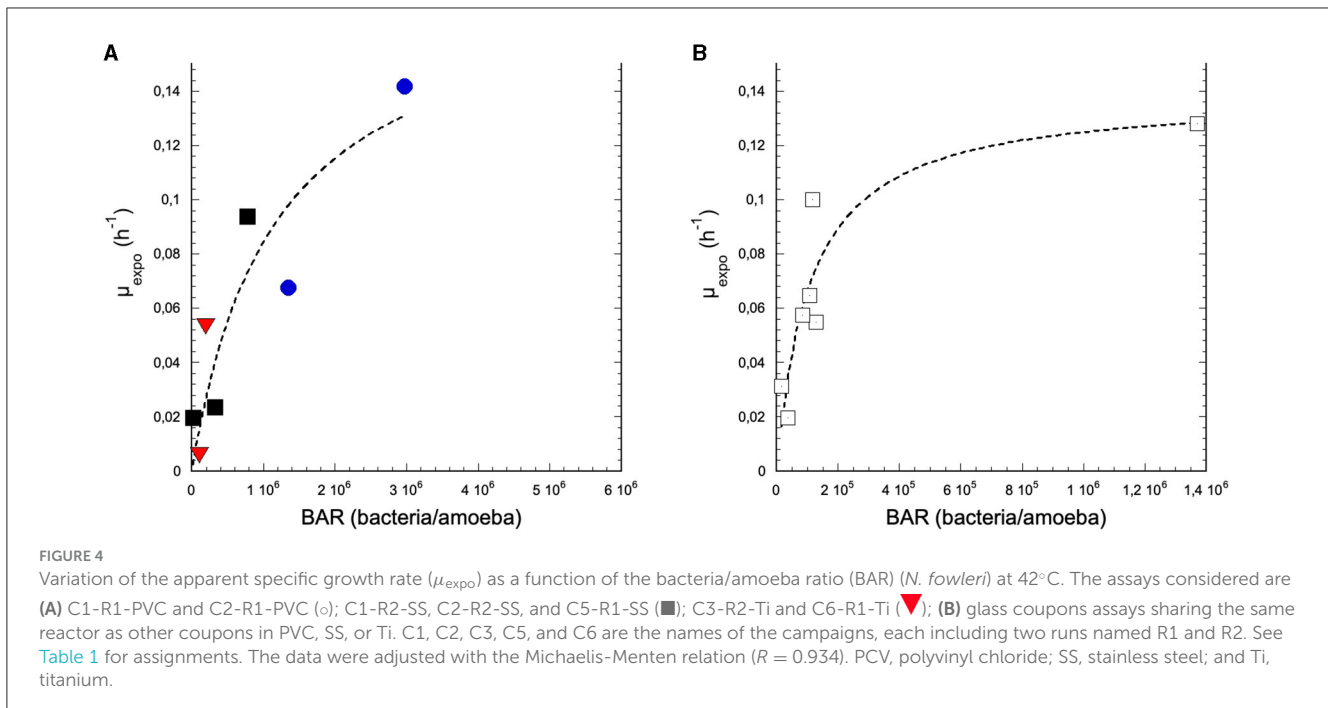 A
B
0,14
0,12
0,1
0,08
0,06
0,04
0,02
0
μexpo (h-1)
0
1 10^6
2 10^6
3 10^6
4 10^6
5 10^6
6 10^6
BAR (bacteria/amoeba)
0,14
0,12
0,1
0,08
0,06
0,04
0,02
0
μexpo (h-1)
0
2 10^5
4 10^5
6 10^5
8 10^5
1 10^6
1,2 10^6
1,4 10^6
BAR (bacteria/amoeba)
FIGURE 4
Variation of the apparent specific growth rate (μexpo) as a function of the bacteria/amoeba ratio (BAR) (N. fowleri) at 42°C. The assays considered are
(A) C1-R1-PVC and C2-R1-PVC (○); C1-R2-SS, C2-R2-SS, and C5-R1-SS (■); C3-R2-Ti and C6-R1-Ti (▼); (B) glass coupons assays sharing the same
reactor as other coupons in PVC, SS, or Ti. C1, C2, C3, C5, and C6 are the names of the campaigns, each including two runs named R1 and R2. See
Table 1 for assignments. The data were adjusted with the Michaelis-Menten relation (R = 0.934). PCV, polyvinyl chloride; SS, stainless steel; and Ti,
titanium.